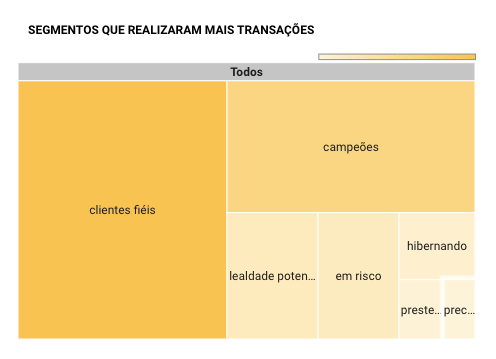 SEGMENTOS QUE REALIZARAM MAIS TRANSAÇÕES
Todos
campeões
clientes fiéis
hibernando
lealdade poten...
em risco
preste...
prec...